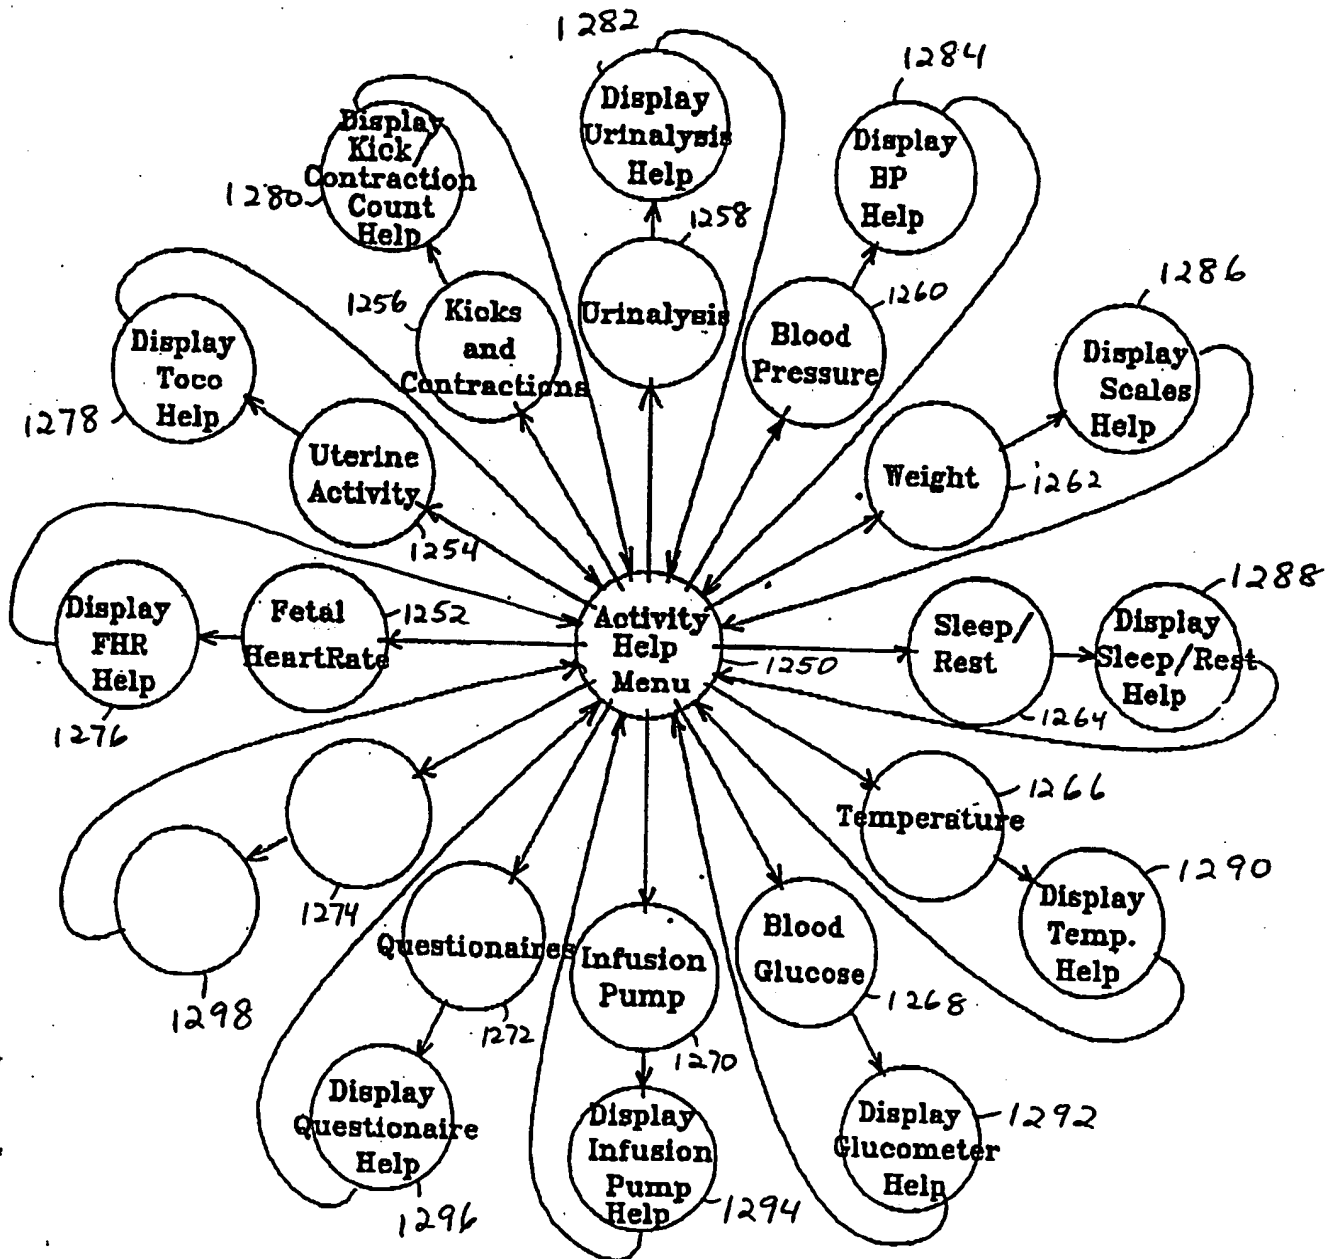 1282
Display
Urinalysis
Help
1284
Display
BP
Help
Display
Kick/
Contraction
Count
Help
1280
1258
Urinalysis
1256
Kicks
and
Contractions
1260
Blood
Pressure
1286
Display
Scales
Help
Display
Toco
Help
1278
Uterine
Activity
1254
Weight
1262
Display
FHR
Help
1276
Fetal
HeartRate
1252
Activity
Help
Menu
1250
Sleep/
Rest
1264
Display
Sleep/Rest
Help
1288
Temperature
1266
1290
Display
Temp.
Help
1274
1298
Questionaires
1272
Infusion
Pump
1270
Blood
Glucose
1268
Display
Questionaire
Help
1296
Display
Infusion
Pump
Help
1294
Display
Glucometer
Help
1292